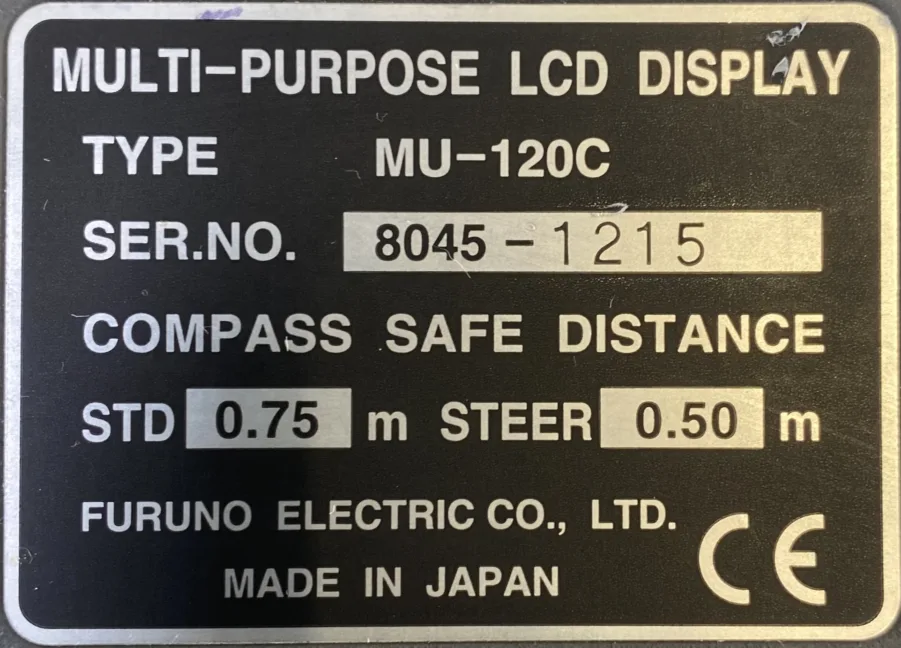 MULTI-PURPOSE LCD DISPLAY
TYPE MU-120C
SER.NO. 8045-1215
COMPASS SAFE DISTANCE
STD 0.75 m STEER 0.50 m
FURUNO ELECTRIC CO., LTD.
MADE IN JAPAN
CE